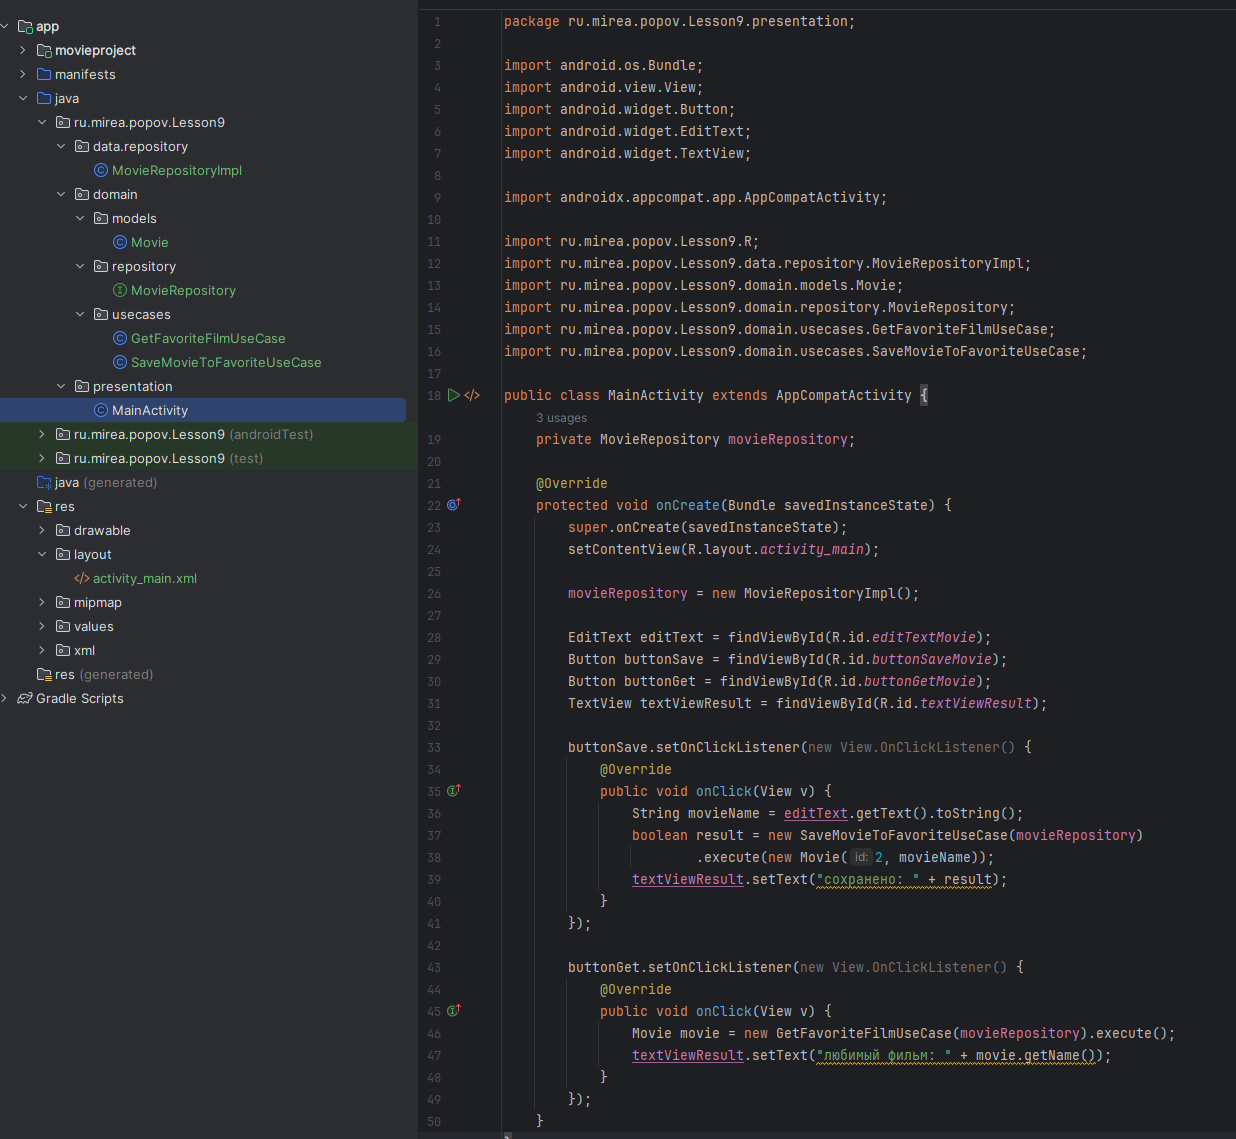 app
movieproject
manifests
java
ru.mirea.popov.Lesson9
data.repository
MovieRepositoryImpl
domain
models
Movie
repository
MovieRepository
usecases
GetFavoriteFilmUseCase
SaveMovieToFavoriteUseCase
presentation
MainActivity
ru.mirea.popov.Lesson9 (androidTest)
ru.mirea.popov.Lesson9 (test)
java (generated)
res
drawable
layout
activity_main.xml
mipmap
values
xml
res (generated)
Gradle Scripts
1 package ru.mirea.popov.Lesson9.presentation;
2
3 import android.os.Bundle;
4 import android.view.View;
5 import android.widget.Button;
6 import android.widget.EditText;
7 import android.widget.TextView;
8
9 import androidx.appcompat.app.AppCompatActivity;
10
11 import ru.mirea.popov.Lesson9.R;
12 import ru.mirea.popov.Lesson9.data.repository.MovieRepositoryImpl;
13 import ru.mirea.popov.Lesson9.domain.models.Movie;
14 import ru.mirea.popov.Lesson9.domain.repository.MovieRepository;
15 import ru.mirea.popov.Lesson9.domain.usecases.GetFavoriteFilmUseCase;
16 import ru.mirea.popov.Lesson9.domain.usecases.SaveMovieToFavoriteUseCase;
17
18 public class MainActivity extends AppCompatActivity {
3 usages
19 private MovieRepository movieRepository;
20
21 @Override
22 protected void onCreate(Bundle savedInstanceState) {
23 super.onCreate(savedInstanceState);
24 setContentView(R.layout.activity_main);
25
26 movieRepository = new MovieRepositoryImpl();
27
28 EditText editText = findViewById(R.id.editTextMovie);
29 Button buttonSave = findViewById(R.id.buttonSaveMovie);
30 Button buttonGet = findViewById(R.id.buttonGetMovie);
31 TextView textViewResult = findViewById(R.id.textViewResult);
32
33 buttonSave.setOnClickListener(new View.OnClickListener() {
34 @Override
35 public void onClick(View v) {
36 String movieName = editText.getText().toString();
37 boolean result = new SaveMovieToFavoriteUseCase(movieRepository)
38 .execute(new Movie( id: 2, movieName));
39 textViewResult.setText("сохранено: " + result);
40 }
41 });
42
43 buttonGet.setOnClickListener(new View.OnClickListener() {
44 @Override
45 public void onClick(View v) {
46 Movie movie = new GetFavoriteFilmUseCase(movieRepository).execute();
47 textViewResult.setText("любимый фильм: " + movie.getName());
48 }
49 });
50 }